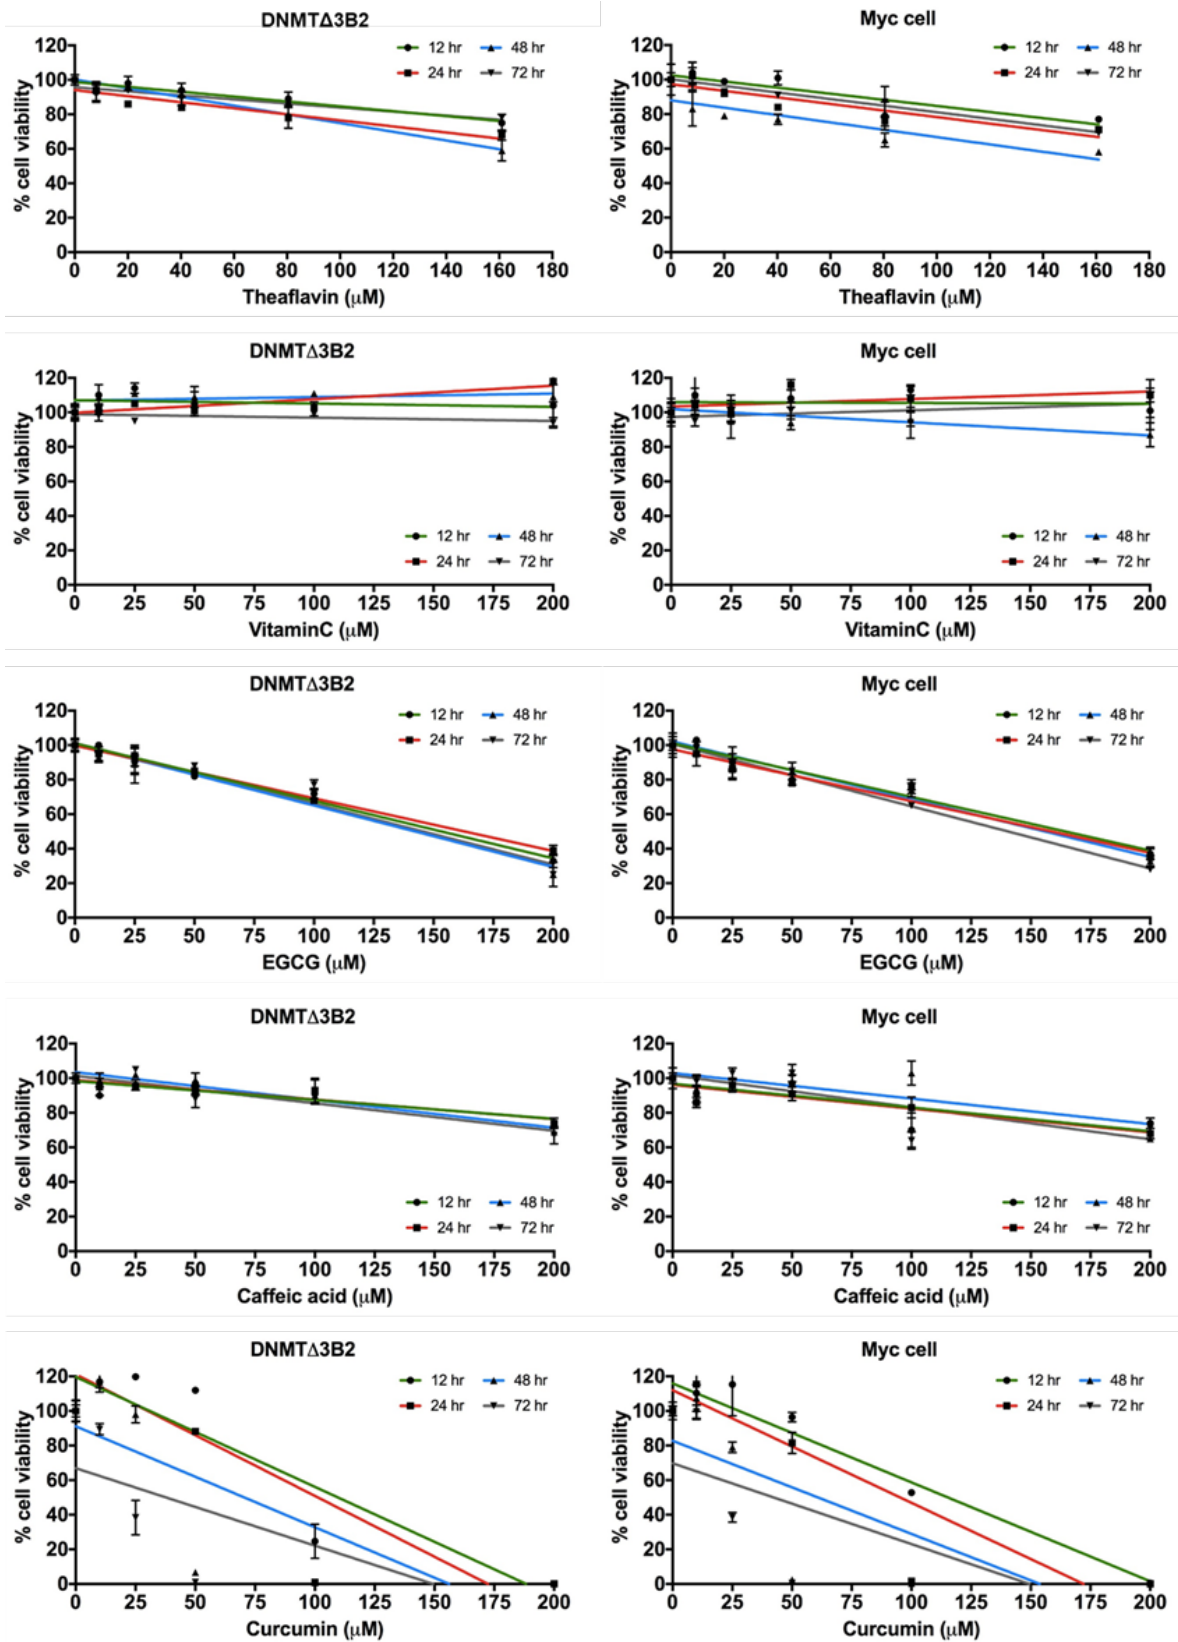 DNMTΔ3B2
12 hr 48 hr
24 hr 72 hr
% cell viability
120
100
80
60
40
20
0
0 20 40 60 80 100 120 140 160 180
Theaflavin (μM)
Myc cell
12 hr 48 hr
24 hr 72 hr
% cell viability
120
100
80
60
40
20
0
0 20 40 60 80 100 120 140 160 180
Theaflavin (μM)
DNMTΔ3B2
% cell viability
120
100
80
60
40
20
0
12 hr 48 hr
24 hr 72 hr
0 25 50 75 100 125 150 175 200
VitaminC (μM)
Myc cell
% cell viability
120
100
80
60
40
20
0
12 hr 48 hr
24 hr 72 hr
0 25 50 75 100 125 150 175 200
VitaminC (μM)
DNMTΔ3B2
12 hr 48 hr
24 hr 72 hr
% cell viability
120
100
80
60
40
20
0
0 25 50 75 100 125 150 175 200
EGCG (μM)
Myc cell
12 hr 48 hr
24 hr 72 hr
% cell viability
120
100
80
60
40
20
0
0 25 50 75 100 125 150 175 200
EGCG (μM)
DNMTΔ3B2
% cell viability
120
100
80
60
40
20
0
12 hr 48 hr
24 hr 72 hr
0 25 50 75 100 125 150 175 200
Caffeic acid (μM)
Myc cell
% cell viability
120
100
80
60
40
20
0
12 hr 48 hr
24 hr 72 hr
0 25 50 75 100 125 150 175 200
Caffeic acid (μM)
DNMTΔ3B2
12 hr 48 hr
24 hr 72 hr
% cell viability
120
100
80
60
40
20
0
0 25 50 75 100 125 150 175 200
Curcumin (μM)
Myc cell
12 hr 48 hr
24 hr 72 hr
% cell viability
120
100
80
60
40
20
0
0 25 50 75 100 125 150 175 200
Curcumin (μM)